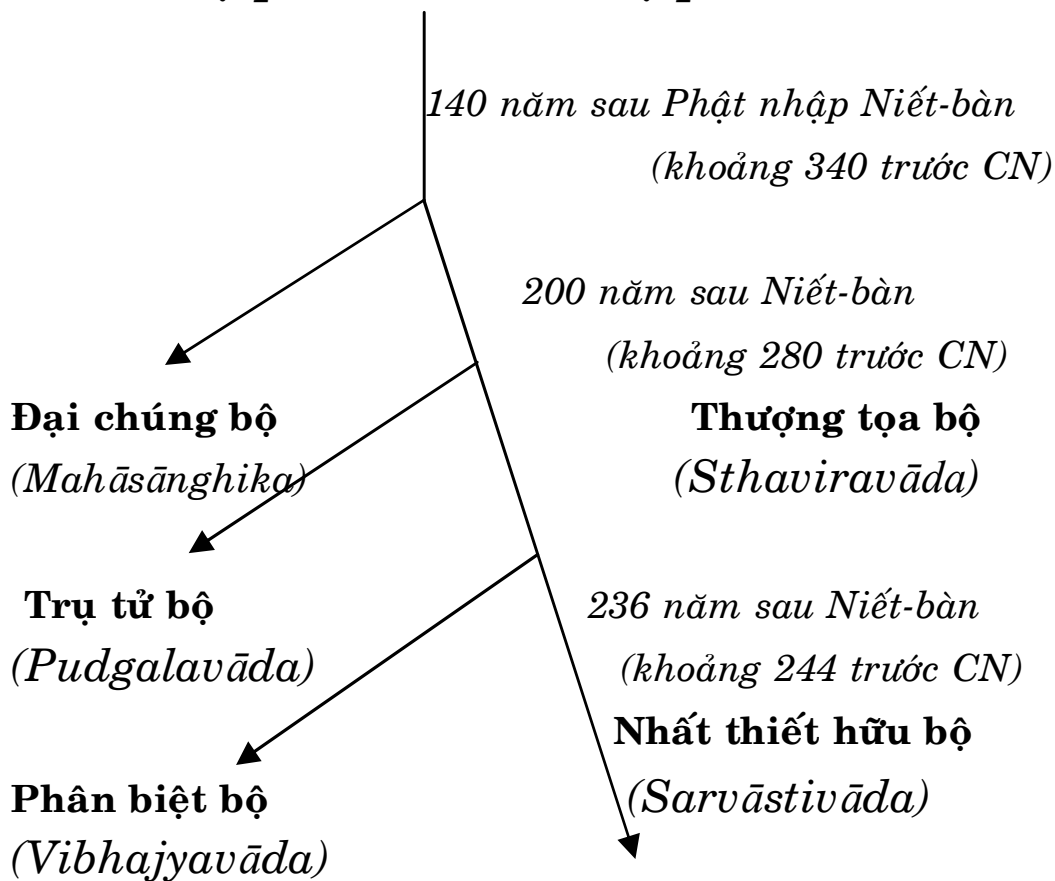 140 năm sau Phật nhập Niết-bàn
(khoảng 340 trước CN)
200 năm sau Niết-bàn
(khoảng 280 trước CN)
Đại chúng bộ
(Mahāsānghika)
Thượng tọa bộ
(Sthaviravāda)
Trụ tử bộ
(Pudgalavāda)
236 năm sau Niết-bàn
(khoảng 244 trước CN)
Nhất thiết hữu bộ
(Sarvāstivāda)
Phân biệt bộ
(Vibhajyavāda)